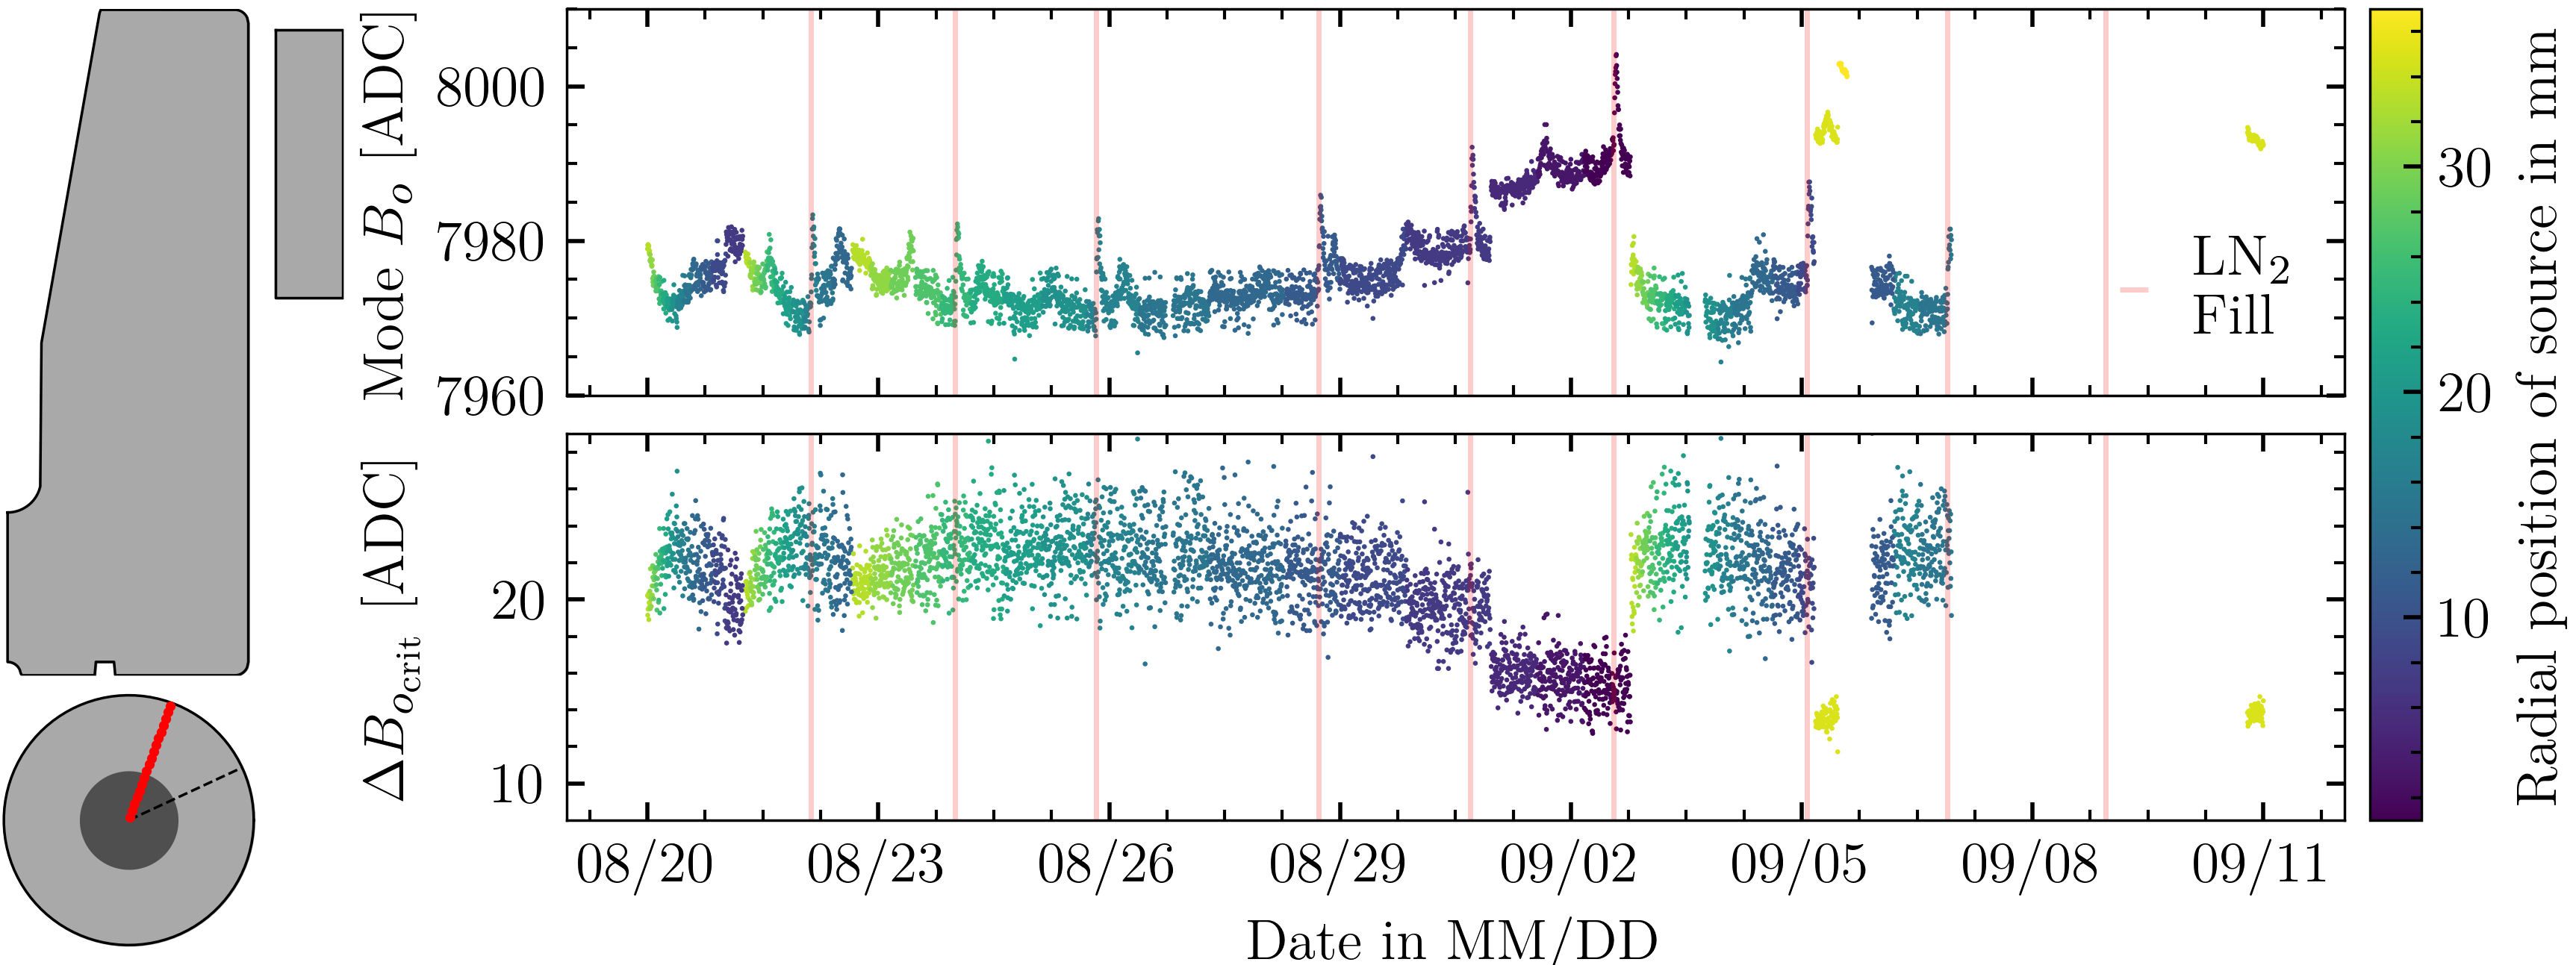 Mode B_o [ADC]
8000
7980
7960
LN_2
Fill
ΔB_{o_crit} [ADC]
20
10
08/20 08/23 08/26 08/29 09/02 09/05 09/08 09/11
Date in MM/DD
30
20
10
Radial position of source in mm